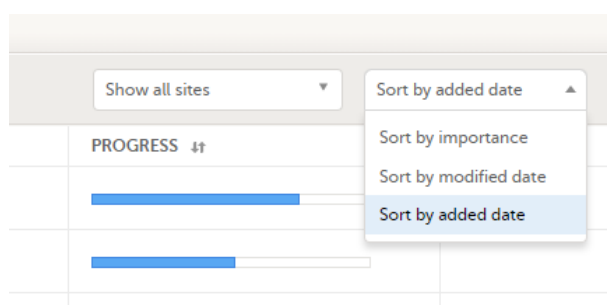 Show all sites
Sort by added date
PROGRESS
Sort by importance
Sort by modified date
Sort by added date